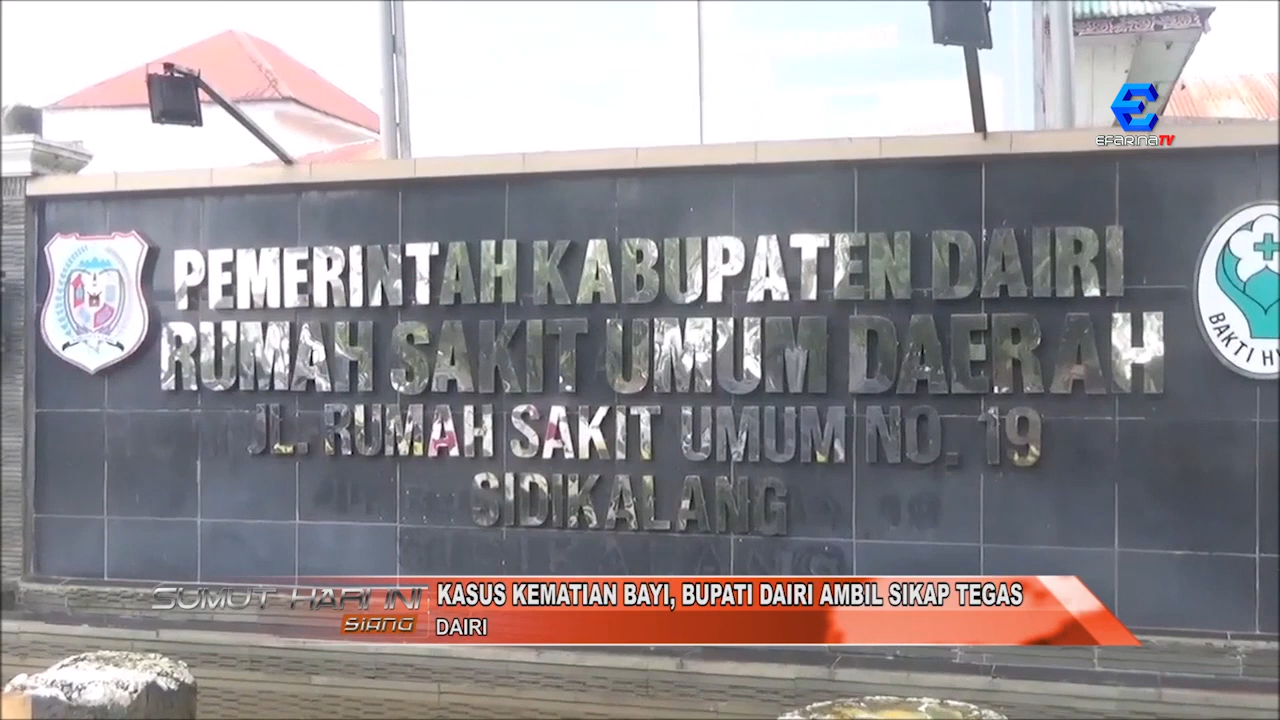 EFARINA TV
PEMERINTAH KABUPATEN DAIRI
RUMAH SAKIT UMUM DAERAH
JL. RUMAH SAKIT UMUM NO. 19
SIDIKALANG
BAKTI
SUMUT HARI INI
SIANG
KASUS KEMATIAN BAYI, BUPATI DAIRI AMBIL SIKAP TEGAS
DAIRI